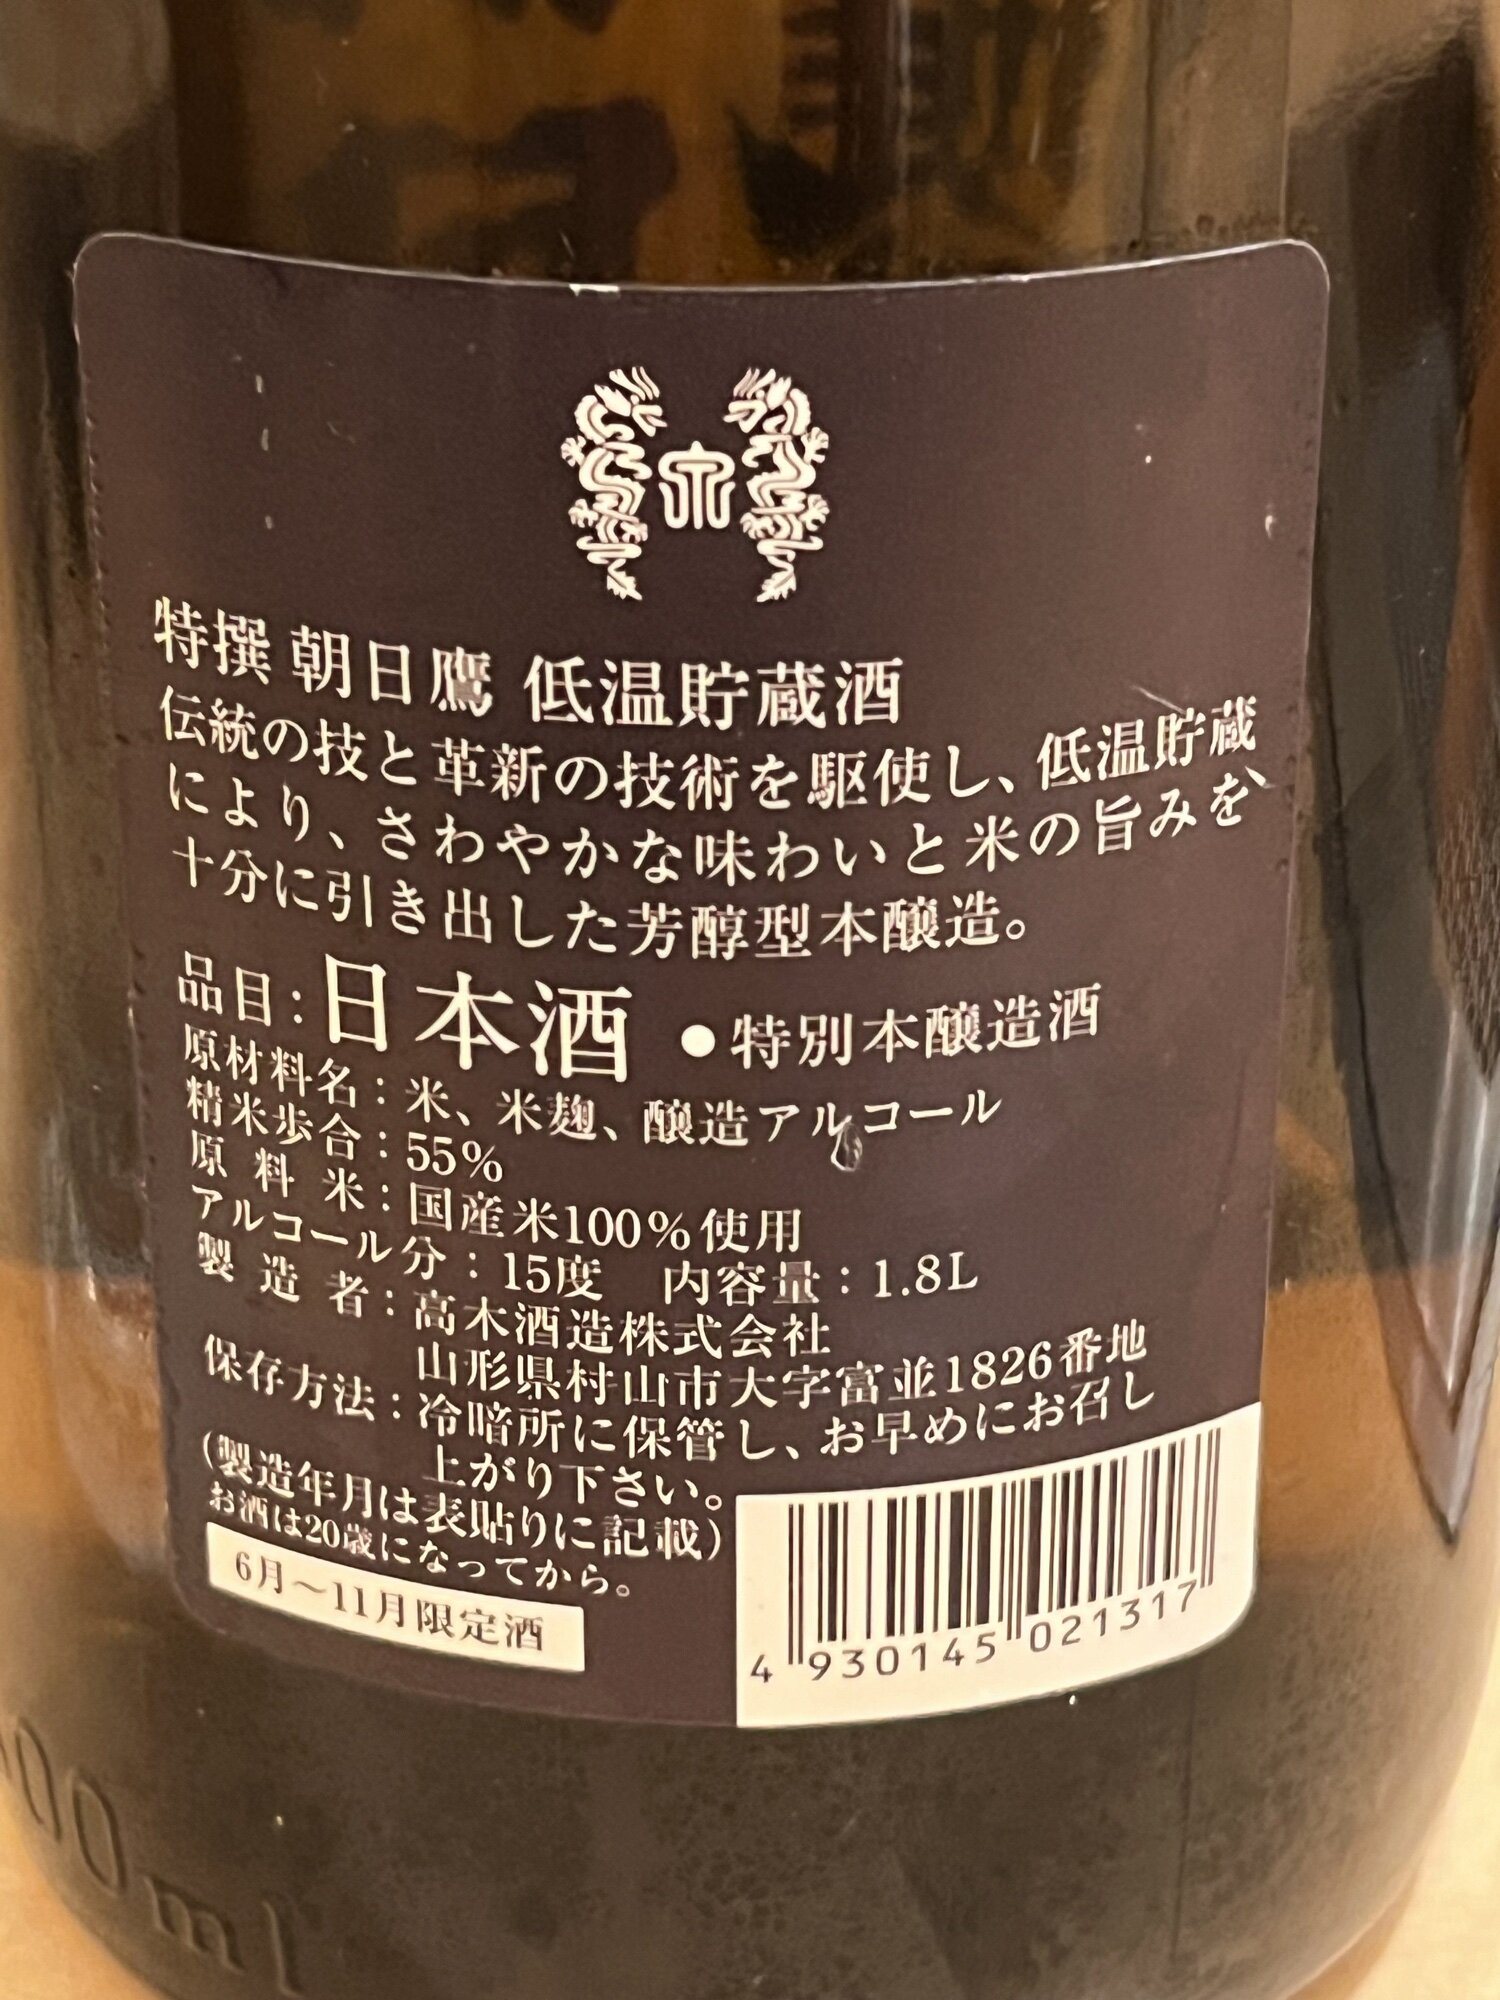 特撰 朝日鷹 低温貯蔵酒
伝統の技と革新の技術を駆使し、低温貯蔵
により、さわやかな味わいと米の旨みを、
十分に引き出した芳醇型本醸造。
品目：日本酒 ●特別本醸造酒
原材料名：米、米麹、醸造アルコール
精米歩合：55％
原料米：国産米100％使用
アルコール分：15度 内容量：1.8L
製造者：高木酒造株式会社
山形県村山市大字富並1826番地
保存方法：冷暗所に保管し、お早めにお召し
上がり下さい。
(製造年月は表貼りに記載)
お酒は20歳になってから。
6月～11月限定酒
4 930145 021317
00ml